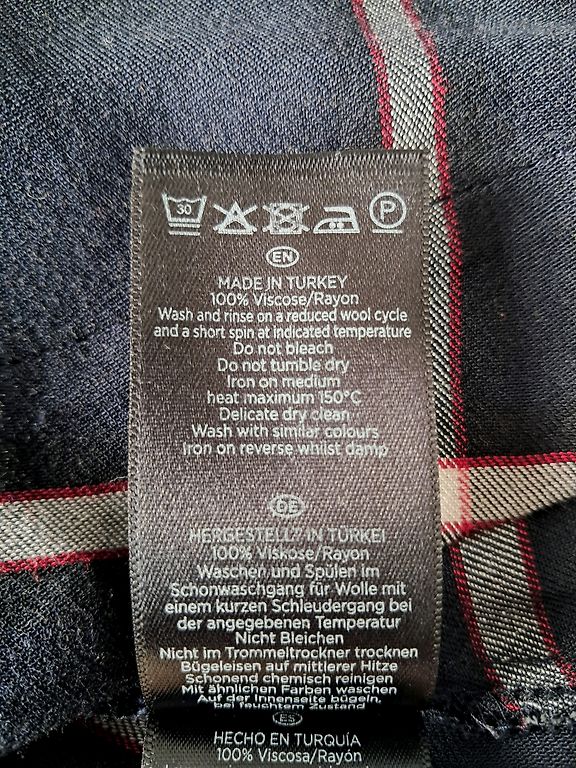 30 P
EN
MADE IN TURKEY
100% Viscose/Rayon
Wash and rinse on a reduced wool cycle
and a short spin at indicated temperature
Do not bleach
Do not tumble dry
Iron on medium
heat maximum 150°C
Delicate dry clean
Wash with similar colours
Iron on reverse whilst damp
DE
HERGESTELLT IN TÜRKEI
100% Viskose/Rayon
Waschen und Spülen im
Schonwaschgang für Wolle mit
einem kurzen Schleudergang bei
der angegebenen Temperatur
Nicht Bleichen
Nicht im Trommeltrockner trocknen
Bügeleisen auf mittlerer Hitze
Schonend chemisch reinigen
Mit ähnlichen Farben waschen
Auf der Innenseite bügeln,
bei feuchtem Zustand
ES
HECHO EN TURQUÍA
100% Viscosa/Rayón